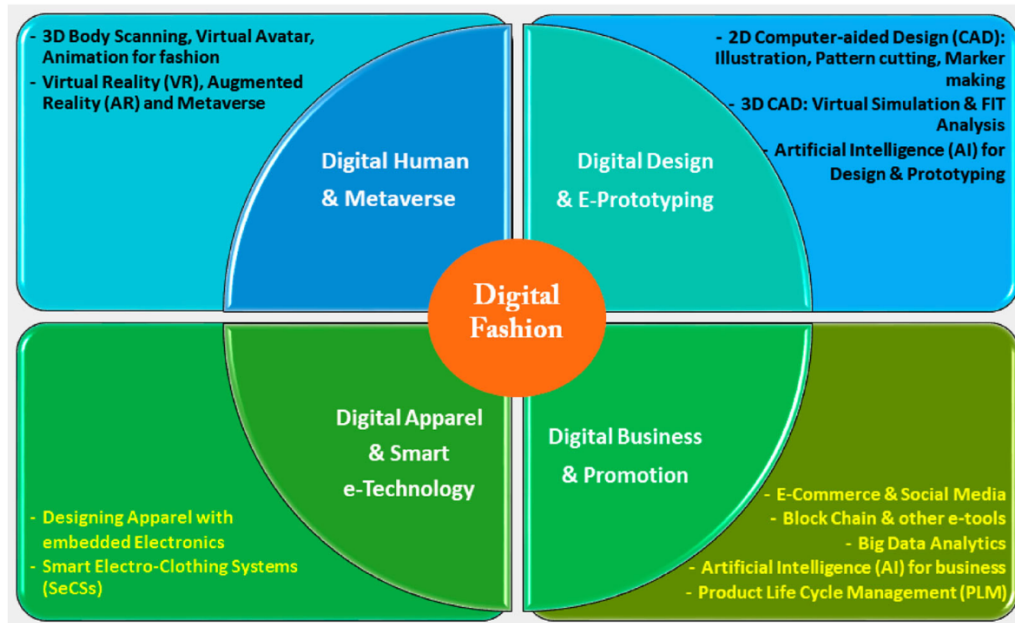 - 3D Body Scanning, Virtual Avatar,
Animation for fashion
- Virtual Reality (VR), Augmented
Reality (AR) and Metaverse
- 2D Computer-aided Design (CAD):
Illustration, Pattern cutting, Marker
making
- 3D CAD: Virtual Simulation & FIT
Analysis
- Artificial Intelligence (AI) for
Design & Prototyping
Digital Human
& Metaverse
Digital Design
& E-Prototyping
Digital
Fashion
Digital Apparel
& Smart
e-Technology
Digital Business
& Promotion
- Designing Apparel with
embedded Electronics
- Smart Electro-Clothing Systems
(SeCSs)
- E-Commerce & Social Media
- Block Chain & other e-tools
- Big Data Analytics
- Artificial Intelligence (AI) for business
- Product Life Cycle Management (PLM)